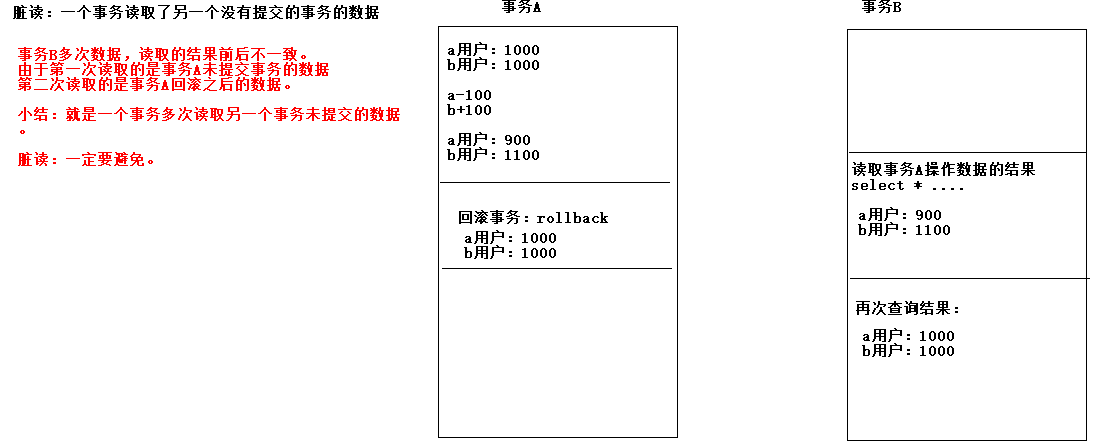 脏读：一个事务读取了另一个没有提交的事务的数据
事务B多次数据，读取的结果前后不一致。
由于第一次读取的是事务A未提交事务的数据
第二次读取的是事务A回滚之后的数据。
小结：就是一个事务多次读取另一个事务未提交的数据
。
脏读：一定要避免。
事务A
a用户：1000
b用户：1000
a-100
b+100
a用户：900
b用户：1100
回滚事务：rollback
a用户：1000
b用户：1000
事务B
读取事务A操作数据的结果
select * ....
a用户：900
b用户：1100
再次查询结果：
a用户：1000
b用户：1000